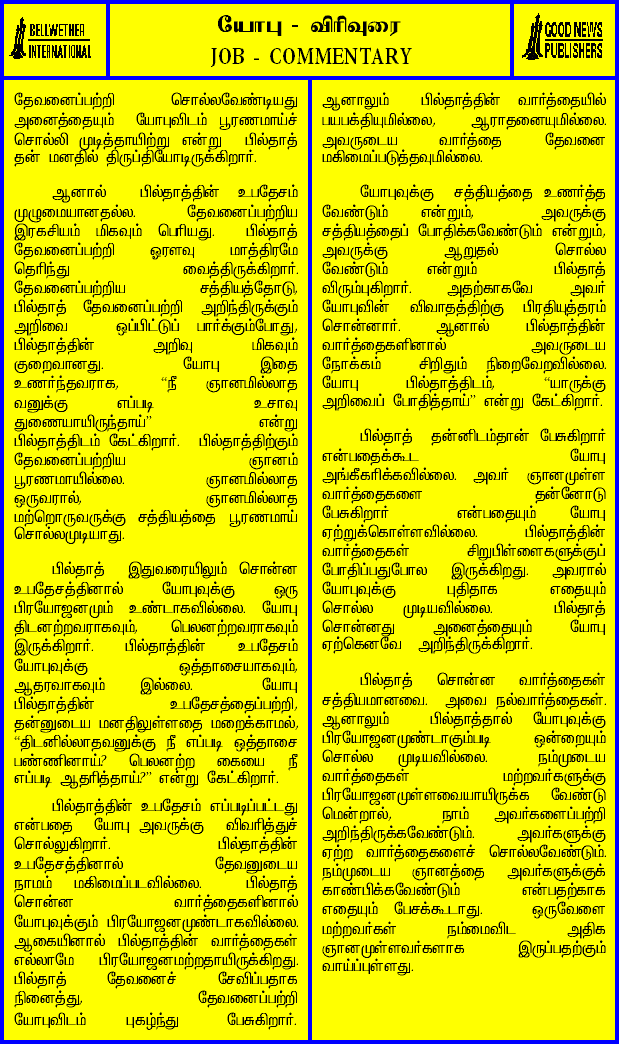 BELLWETHER
INTERNATIONAL
யோபு - விரிவுரை
JOB - COMMENTARY
GOOD NEWS
PUBLISHERS
தேவனைப்பற்றி சொல்லவேண்டியது
அனைத்தையும் யோபுவிடம் பூரணமாய்ச்
சொல்லி முடித்தாயிற்று என்று பில்தாத்
தன் மனதில் திருப்தியோடிருக்கிறார்.
ஆனால் பில்தாத்தின் உபதேசம்
முழுமையானதல்ல. தேவனைப்பற்றிய
இரகசியம் மிகவும் பெரியது. பில்தாத்
தேவனைப்பற்றி ஓரளவு மாத்திரமே
தெரிந்து வைத்திருக்கிறார்.
தேவனைப்பற்றிய சத்தியத்தோடு,
பில்தாத் தேவனைப்பற்றி அறிந்திருக்கும்
அறிவை ஒப்பிட்டுப் பார்க்கும்போது,
பில்தாத்தின் அறிவு மிகவும்
குறைவானது. யோபு இதை
உணர்ந்தவராக, “நீ ஞானமில்லாத
வனுக்கு எப்படி உசாவு
துணையாயிருந்தாய்” என்று
பில்தாத்திடம் கேட்கிறார். பில்தாத்திற்கும்
தேவனைப்பற்றிய ஞானம்
பூரணமாயில்லை. ஞானமில்லாத
ஒருவரால், ஞானமில்லாத
மற்றொருவருக்கு சத்தியத்தை பூரணமாய்
சொல்லமுடியாது.
பில்தாத் இதுவரையிலும் சொன்ன
உபதேசத்தினால் யோபுவுக்கு ஒரு
பிரயோஜனமும் உண்டாகவில்லை. யோபு
திடனற்றவராகவும், பெலனற்றவராகவும்
இருக்கிறார். பில்தாத்தின் உபதேசம்
யோபுவுக்கு ஒத்தாசையாகவும்,
ஆதரவாகவும் இல்லை. யோபு
பில்தாத்தின் உபதேசத்தைப்பற்றி,
தன்னுடைய மனதிலுள்ளதை மறைக்காமல்,
“திடனில்லாதவனுக்கு நீ எப்படி ஒத்தாசை
பண்ணினாய்? பெலனற்ற கையை நீ
எப்படி ஆதரித்தாய்?” என்று கேட்கிறார்.
பில்தாத்தின் உபதேசம் எப்படிப்பட்டது
என்பதை யோபு அவருக்கு விவரித்துச்
சொல்லுகிறார். பில்தாத்தின்
உபதேசத்தினால் தேவனுடைய
நாமம் மகிமைப்படவில்லை. பில்தாத்
சொன்ன வார்த்தைகளினால்
யோபுவுக்கும் பிரயோஜனமுண்டாகவில்லை.
ஆகையினால் பில்தாத்தின் வார்த்தைகள்
எல்லாமே பிரயோஜனமற்றதாயிருக்கிறது.
பில்தாத் தேவனைச் சேவிப்பதாக
நினைத்து, தேவனைப்பற்றி
யோபுவிடம் புகழ்ந்து பேசுகிறார்.
ஆனாலும் பில்தாத்தின் வார்த்தையில்
பயபக்தியுமில்லை, ஆராதனையுமில்லை.
அவருடைய வார்த்தை தேவனை
மகிமைப்படுத்தவுமில்லை.
யோபுவுக்கு சத்தியத்தை உணர்த்த
வேண்டும் என்றும், அவருக்கு
சத்தியத்தைப் போதிக்கவேண்டும் என்றும்,
அவருக்கு ஆறுதல் சொல்ல
வேண்டும் என்றும் பில்தாத்
விரும்புகிறார். அதற்காகவே அவர்
யோபுவின் விவாதத்திற்கு பிரதியுத்தரம்
சொன்னார். ஆனால் பில்தாத்தின்
வார்த்தைகளினால் அவருடைய
நோக்கம் சிறிதும் நிறைவேறவில்லை.
யோபு பில்தாத்திடம், “யாருக்கு
அறிவைப் போதித்தாய்” என்று கேட்கிறார்.
பில்தாத் தன்னிடம்தான் பேசுகிறார்
என்பதைக்கூட யோபு
அங்கீகரிக்கவில்லை. அவர் ஞானமுள்ள
வார்த்தைகளை தன்னோடு
பேசுகிறார் என்பதையும் யோபு
ஏற்றுக்கொள்ளவில்லை. பில்தாத்தின்
வார்த்தைகள் சிறுபிள்ளைகளுக்குப்
போதிப்பதுபோல இருக்கிறது. அவரால்
யோபுவுக்கு புதிதாக எதையும்
சொல்ல முடியவில்லை. பில்தாத்
சொன்னது அனைத்தையும் யோபு
ஏற்கெனவே அறிந்திருக்கிறார்.
பில்தாத் சொன்ன வார்த்தைகள்
சத்தியமானவை. அவை நல்வார்த்தைகள்.
ஆனாலும் பில்தாத்தால் யோபுவுக்கு
பிரயோஜனமுண்டாகும்படி ஒன்றையும்
சொல்ல முடியவில்லை. நம்முடைய
வார்த்தைகள் மற்றவர்களுக்கு
பிரயோஜனமுள்ளவையாயிருக்க வேண்டு
மென்றால், நாம் அவர்களைப்பற்றி
அறிந்திருக்கவேண்டும். அவர்களுக்கு
ஏற்ற வார்த்தைகளைச் சொல்லவேண்டும்.
நம்முடைய ஞானத்தை அவர்களுக்குக்
காண்பிக்கவேண்டும் என்பதற்காக
எதையும் பேசக்கூடாது. ஒருவேளை
மற்றவர்கள் நம்மைவிட அதிக
ஞானமுள்ளவர்களாக இருப்பதற்கும்
வாய்ப்புள்ளது.